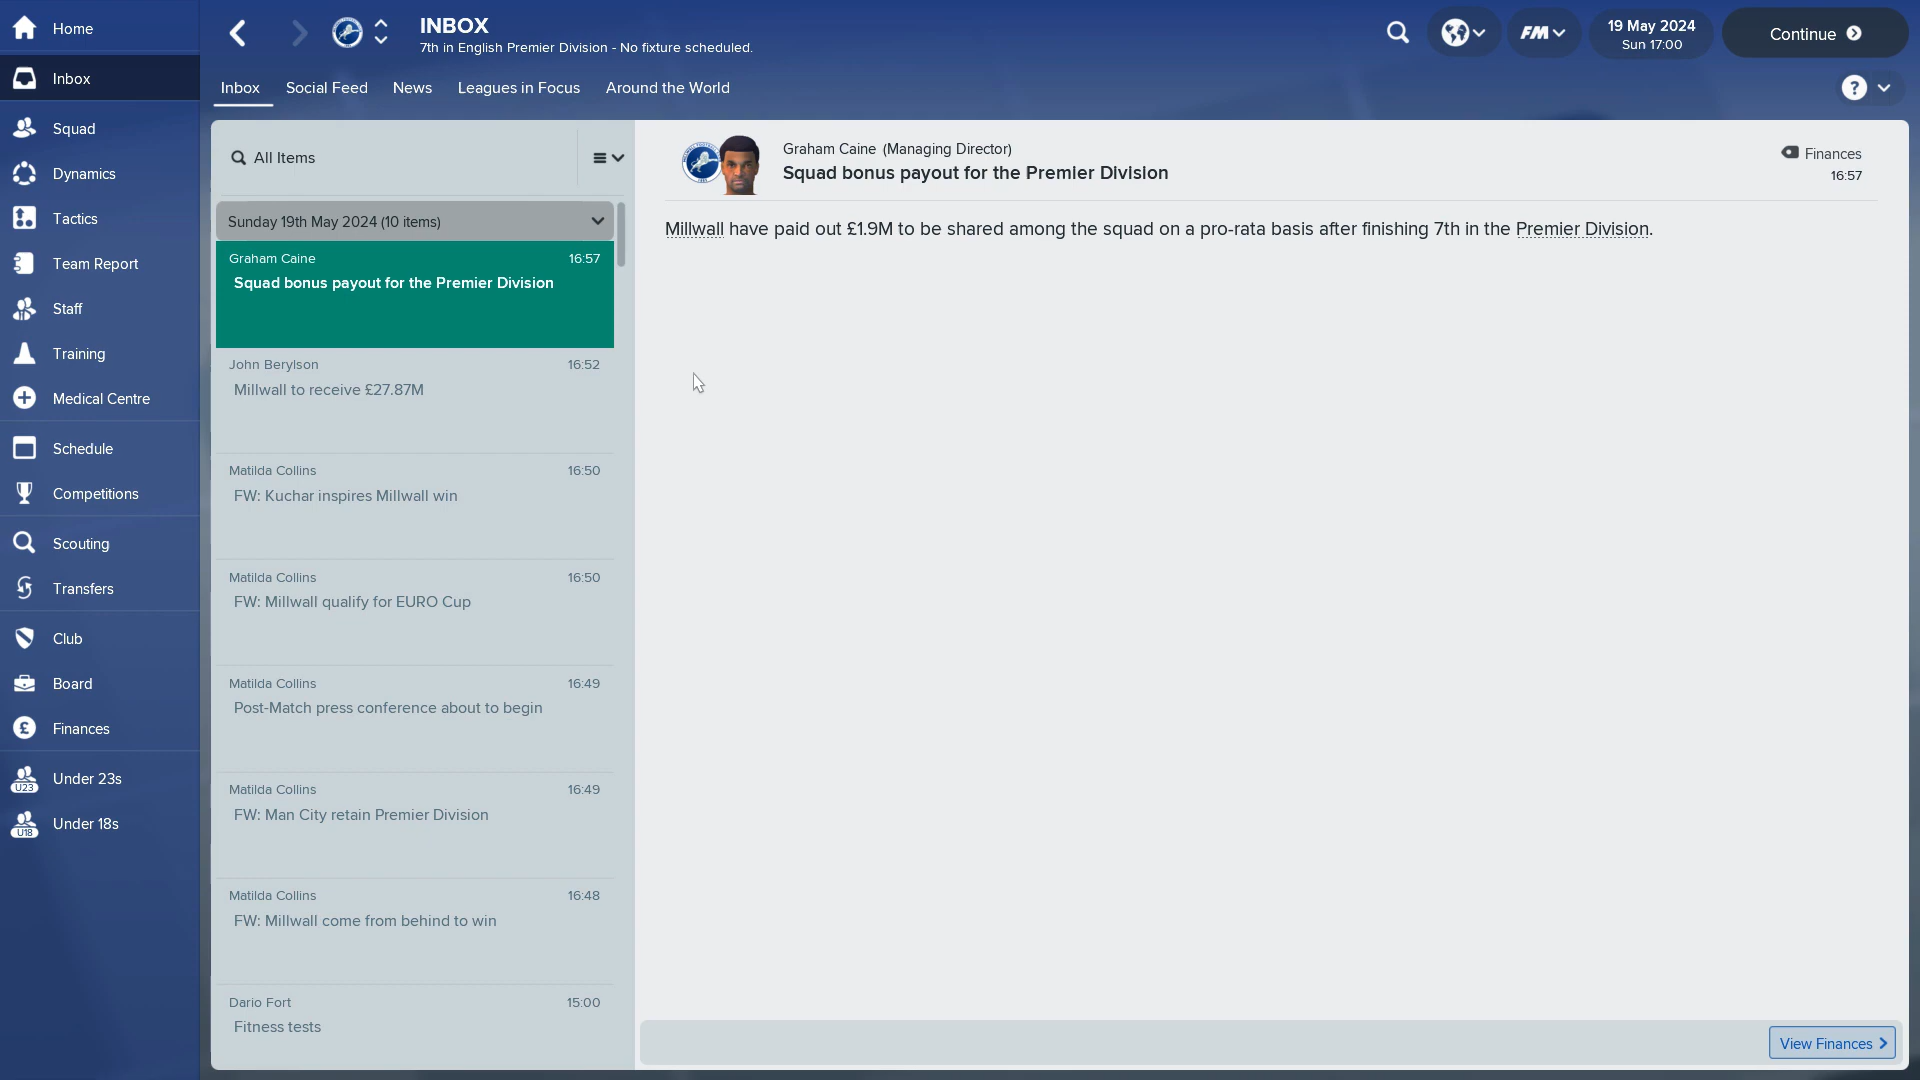 Home
Inbox
Squad
Dynamics
Tactics
Team Report
Staff
Training
Medical Centre
Schedule
Competitions
Scouting
Transfers
Club
Board
Finances
U23
Under 23s
U18
Under 18s
INBOX
7th in English Premier Division - No fixture scheduled.
FM
19 May 2024
Sun 17:00
Continue
Inbox
Social Feed
News
Leagues in Focus
Around the World
?
All Items
Sunday 19th May 2024 (10 items)
Graham Caine 16:57
Squad bonus payout for the Premier Division
John Berylson 16:52
Millwall to receive £27.87M
Matilda Collins 16:50
FW: Kuchar inspires Millwall win
Matilda Collins 16:50
FW: Millwall qualify for EURO Cup
Matilda Collins 16:49
Post-Match press conference about to begin
Matilda Collins 16:49
FW: Man City retain Premier Division
Matilda Collins 16:48
FW: Millwall come from behind to win
Dario Fort 15:00
Fitness tests
Graham Caine (Managing Director)
Squad bonus payout for the Premier Division
Finances
16:57
Millwall have paid out £1.9M to be shared among the squad on a pro-rata basis after finishing 7th in the Premier Division.
View Finances